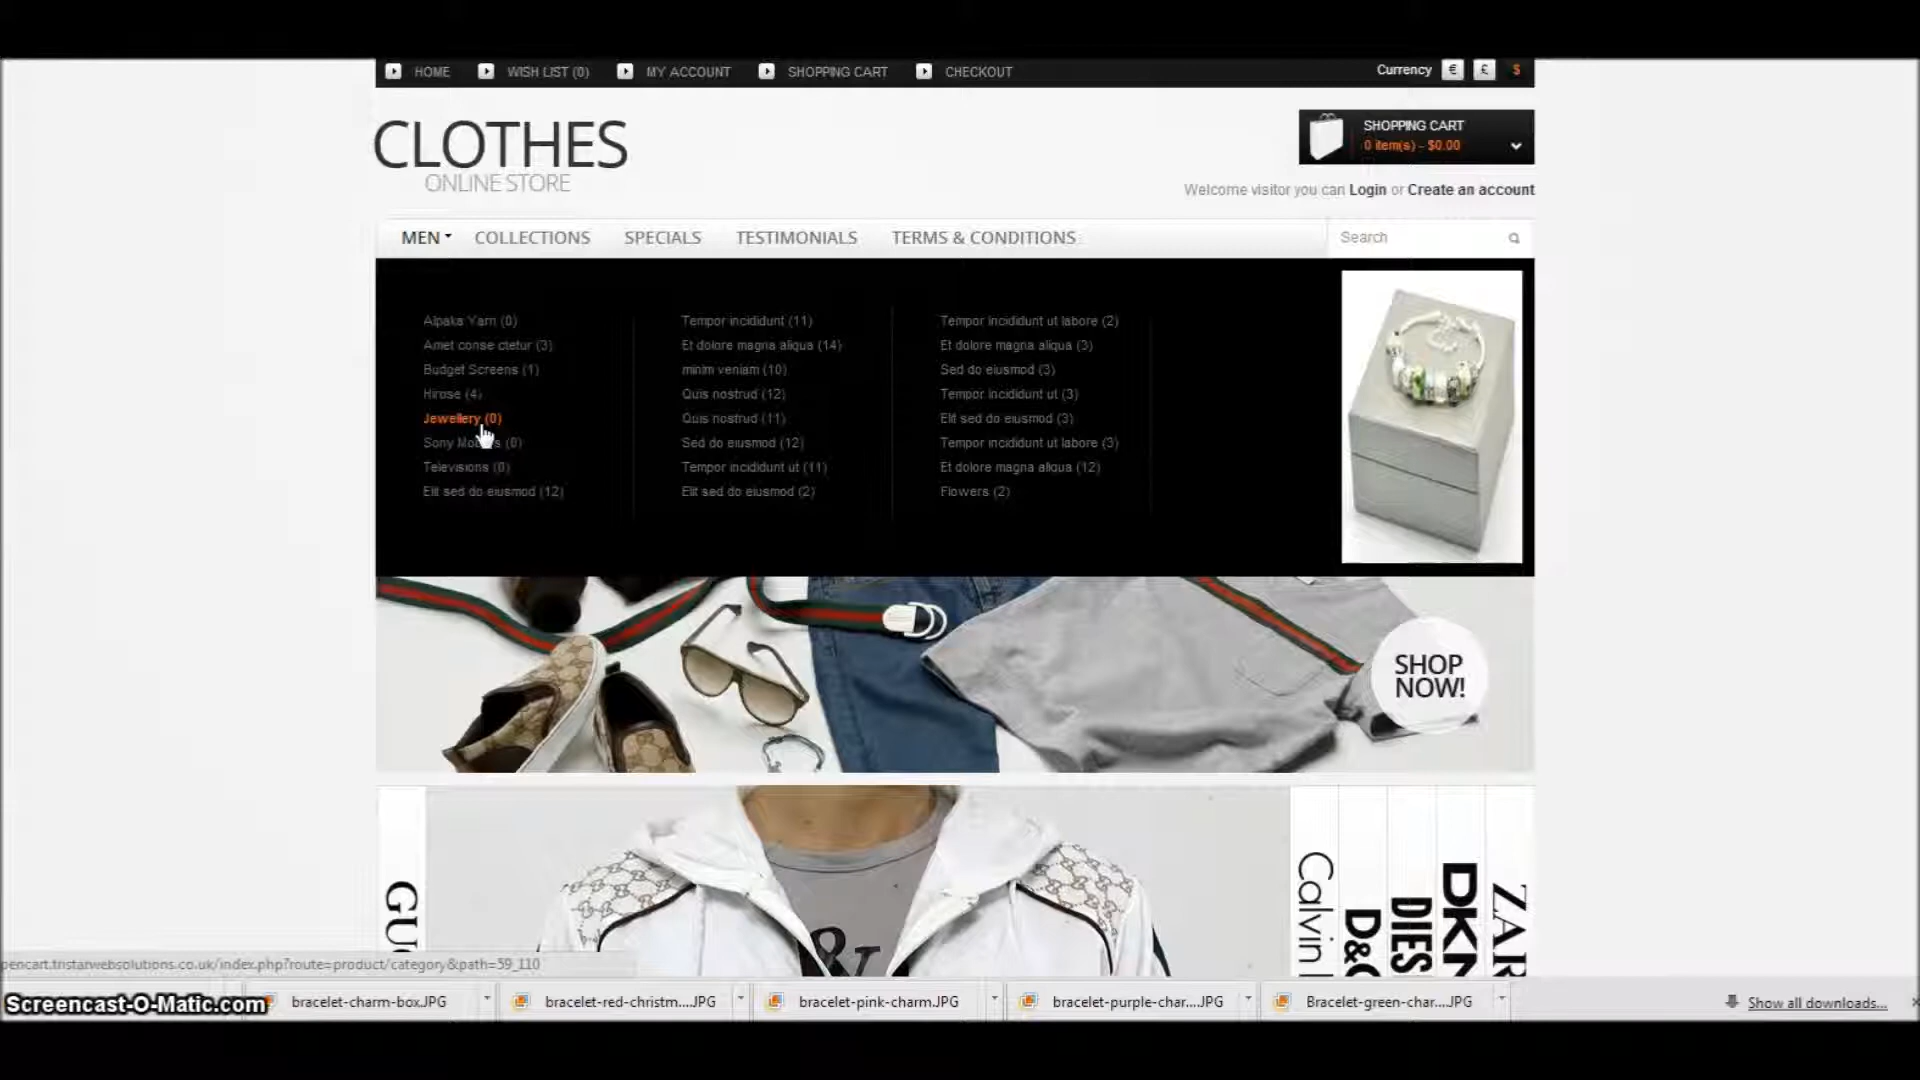 HOME WISH LIST (0) MY ACCOUNT SHOPPING CART CHECKOUT
Currency € £ $
CLOTHES
ONLINE STORE
SHOPPING CART
0 item(s) - $0.00
Welcome visitor you can Login or Create an account
MEN COLLECTIONS SPECIALS TESTIMONIALS TERMS & CONDITIONS
Search
Alpaka Yarn (0)
Amet conse ctetur (3)
Budget Screens (1)
Hirose (4)
Jewellery (0)
Sony (0)
Televisions (0)
Elit sed do eiusmod (12)
Tempor incididunt (11)
Et dolore magna aliqua (14)
minim veniam (10)
Quis nostrud (12)
Quis nostrud (11)
Sed do eiusmod (12)
Tempor incididunt ut (11)
Elit sed do eiusmod (2)
Tempor incididunt ut labore (2)
Et dolore magna aliqua (3)
Sed do eiusmod (3)
Tempor incididunt ut (3)
Elit sed do eiusmod (3)
Tempor incididunt ut labore (3)
Et dolore magna aliqua (12)
Flowers (2)
SHOP
NOW!
GUC
&
Calvin
D&G
DIES
DKN
ZAR
pencart.tristarwebsolutions.co.uk/index.php?route=product/category&path=59_110
Screencast-O-Matic.com
bracelet-charm-box.JPG
bracelet-red-christm....JPG
bracelet-pink-charm.JPG
bracelet-purple-char....JPG
Bracelet-green-char....JPG
Show all downloads...